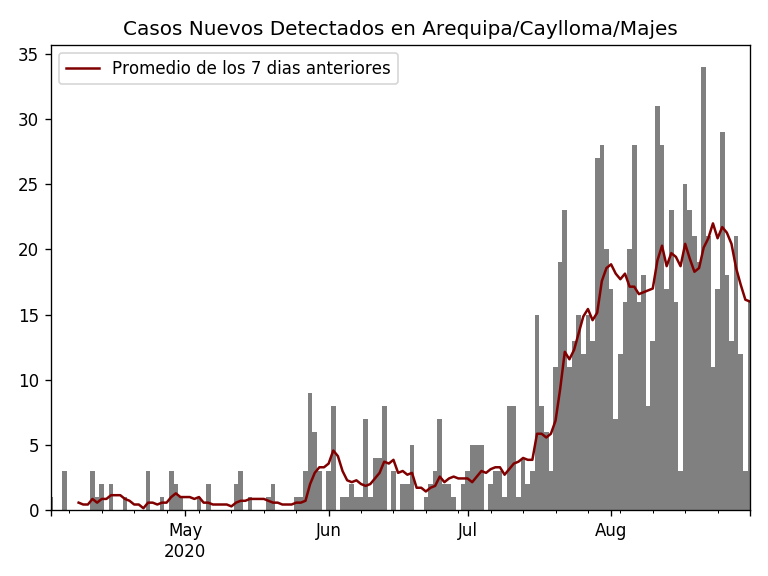 Casos Nuevos Detectados en Arequipa/Caylloma/Majes
Promedio de los 7 dias anteriores
35
30
25
20
15
10
5
0
May
2020
Jun
Jul
Aug